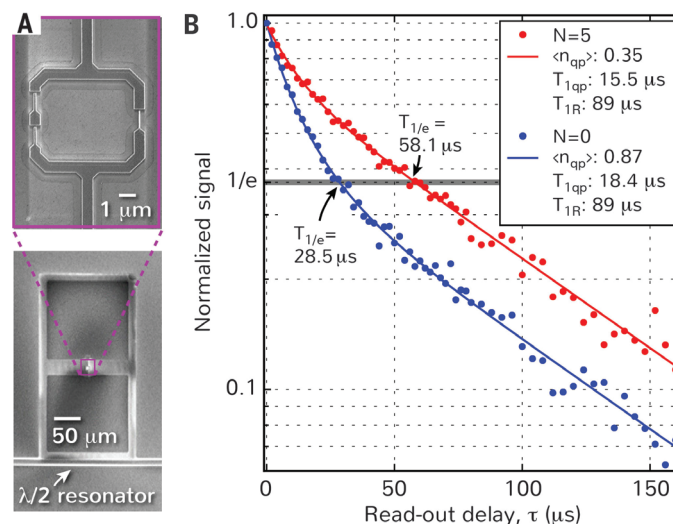 A
1 μm
50 μm
λ/2 resonator
B
Normalized signal
1.0
1/e
0.1
T1/e=
58.1 μs
T1/e=
28.5 μs
N=5
<nqp>: 0.35
T1qp: 15.5 μs
T1R: 89 μs
N=0
<nqp>: 0.87
T1qp: 18.4 μs
T1R: 89 μs
0
50
100
150
Read-out delay, τ (μs)